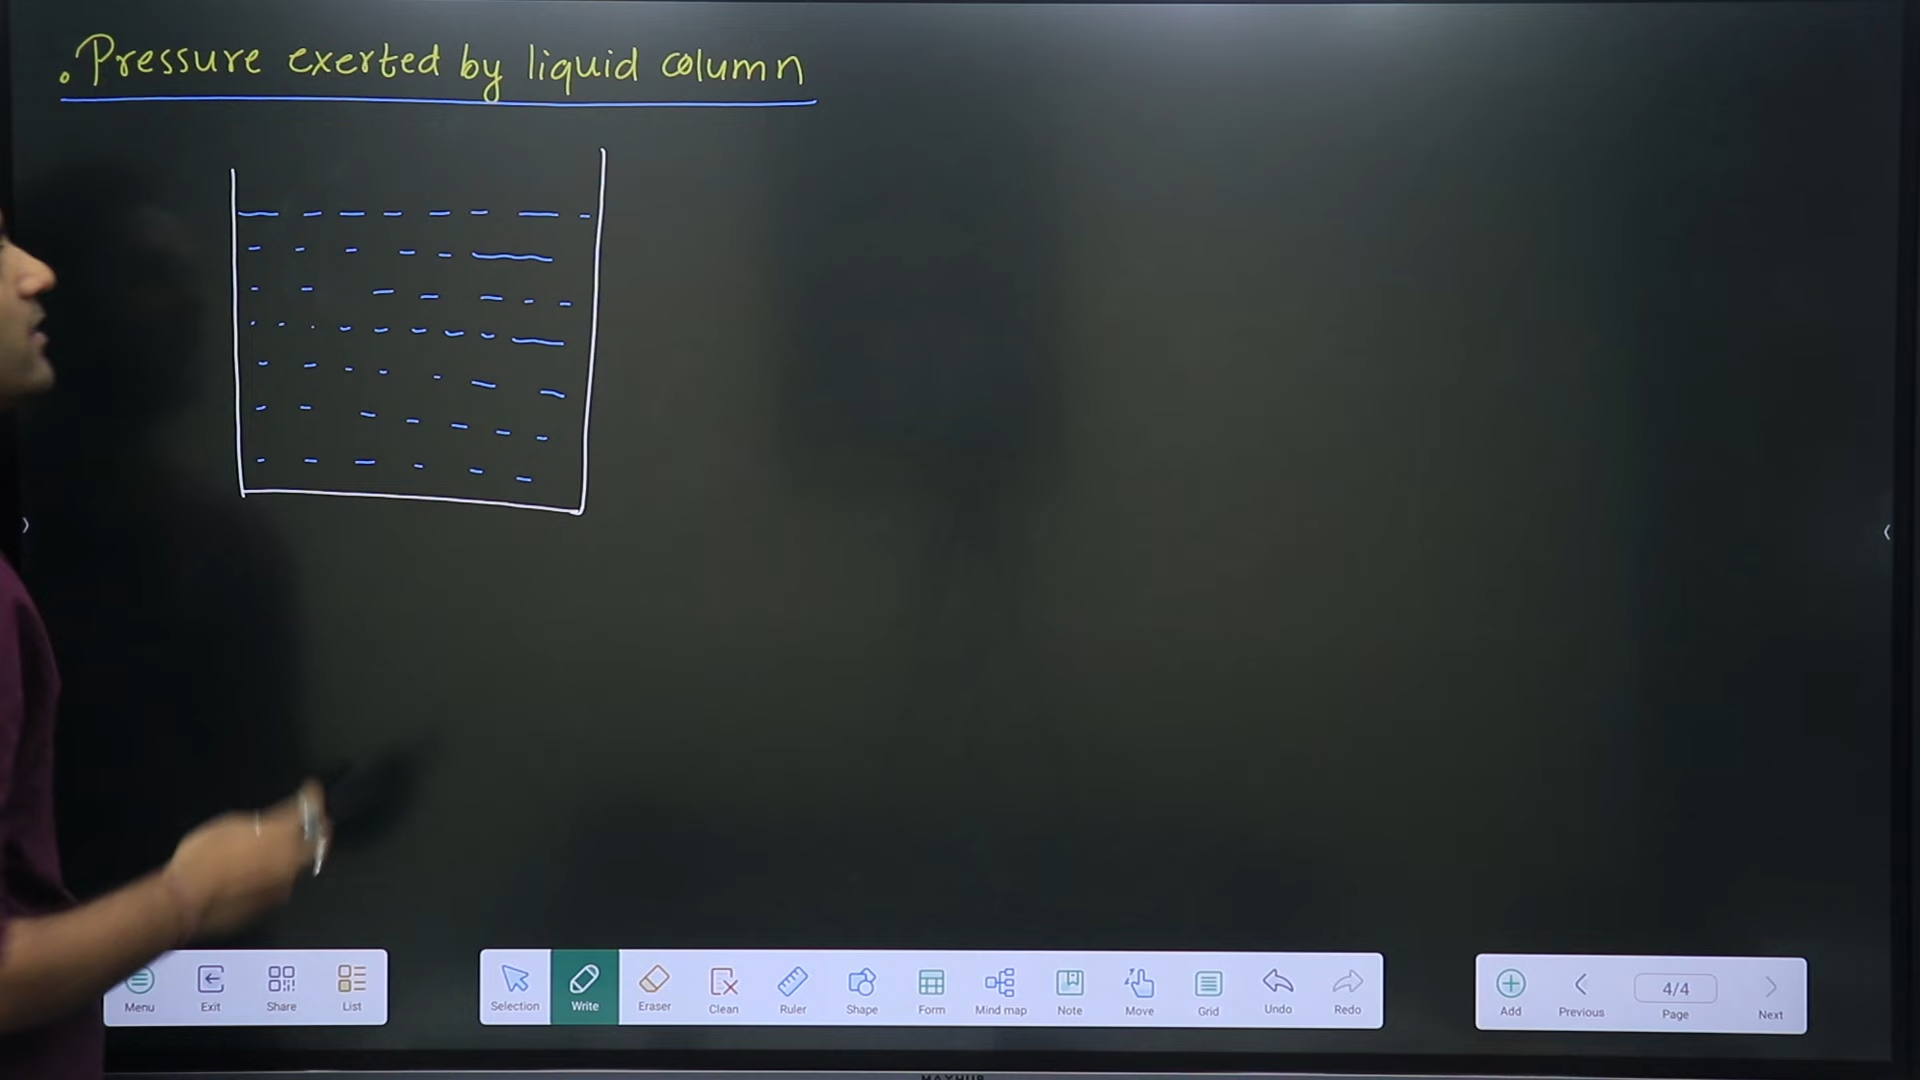 . Pressure exerted by liquid column
Menu
Exit
Share
List
Selection
Write
Eraser
Clean
Ruler
Shape
Form
Mind map
Note
Move
Grid
Undo
Redo
Add
Previous
4/4
Page
Next